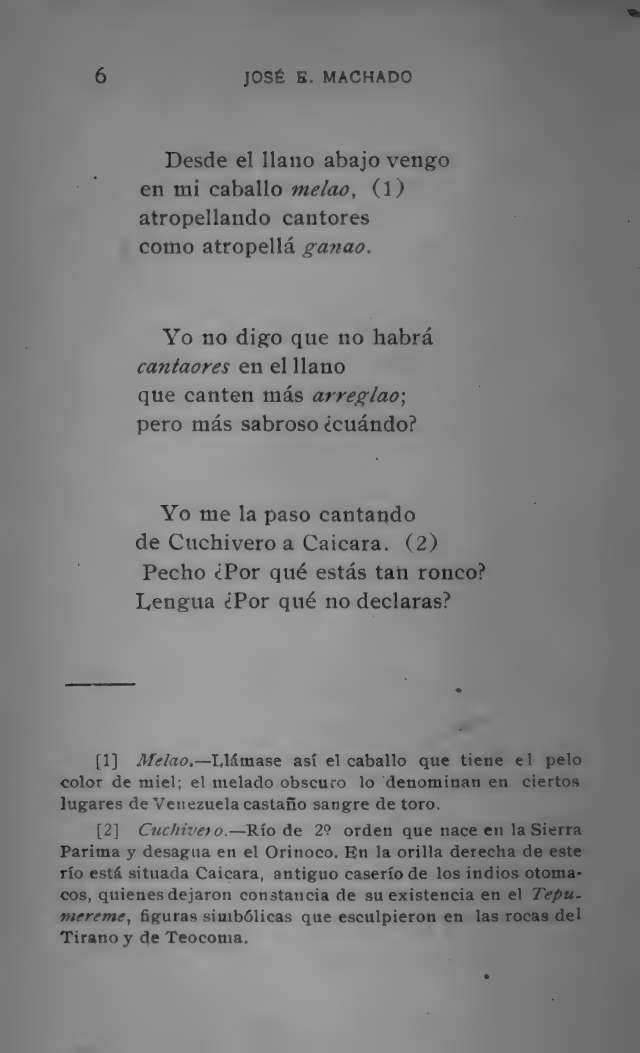 6 JOSÉ E. MACHADO
Desde el llano abajo vengo
en mi caballo melao, (1)
atropellando cantores
como atropellá ganao.
Yo no digo que no habrá
cantaores en el llano
que canten más arreglao;
pero más sabroso ¿cuándo?
Yo me la paso cantando
de Cuchivero a Caicara. (2)
Pecho ¿Por qué estás tan ronco?
Lengua ¿Por qué no declaras?
[1] Melao.—Llámase así el caballo que tiene el pelo
color de miel; el melado obscuro lo denominan en ciertos
lugares de Venezuela castaño sangre de toro.
[2] Cuchivero.—Río de 2º orden que nace en la Sierra
Parima y desagua en el Orinoco. En la orilla derecha de este
río está situada Caicara, antiguo caserío de los indios otoma-
cos, quienes dejaron constancia de su existencia en el Tepu-
mereme, figuras simbólicas que esculpieron en las rocas del
Tirano y de Teocoma.